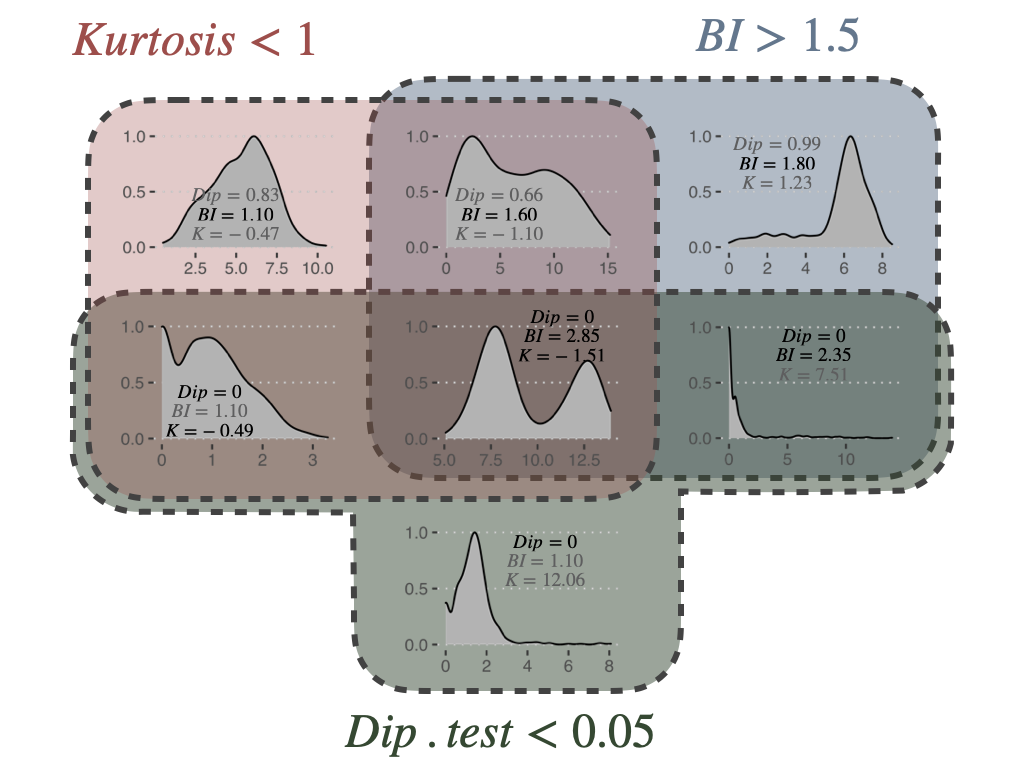 Kurtosis < 1
BI > 1.5
1.0
0.5
0.0
Dip = 0.83
BI = 1.10
K = − 0.47
2.5 5.0 7.5 10.0
1.0
0.5
0.0
Dip = 0.66
BI = 1.60
K = − 1.10
0 5 10 15
1.0
0.5
0.0
Dip = 0.99
BI = 1.80
K = 1.23
0 2 4 6 8
1.0
0.5
0.0
Dip = 0
BI = 1.10
K = − 0.49
0 1 2 3
1.0
0.5
0.0
Dip = 0
BI = 2.85
K = − 1.51
5.0 7.5 10.0 12.5
1.0
0.5
0.0
Dip = 0
BI = 2.35
K = 7.51
0 5 10
1.0
0.5
0.0
Dip = 0
BI = 1.10
K = 12.06
0 2 4 6 8
Dip . test < 0.05